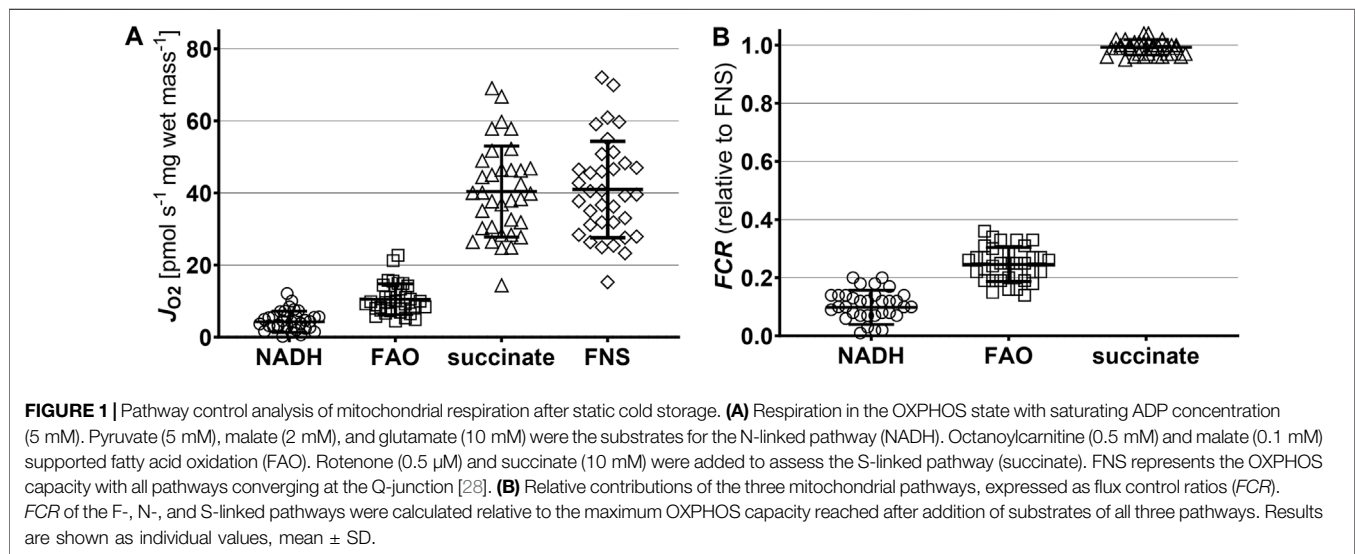 A
B
J O2 [pmol s⁻¹ mg wet mass⁻¹]
80
60
40
20
0
NADH FAO succinate FNS
FCR (relative to FNS)
1.0
0.8
0.6
0.4
0.2
0.0
NADH FAO succinate
FIGURE 1 | Pathway control analysis of mitochondrial respiration after static cold storage. (A) Respiration in the OXPHOS state with saturating ADP concentration
(5 mM). Pyruvate (5 mM), malate (2 mM), and glutamate (10 mM) were the substrates for the N-linked pathway (NADH). Octanoylcarnitine (0.5 mM) and malate (0.1 mM)
supported fatty acid oxidation (FAO). Rotenone (0.5 µM) and succinate (10 mM) were added to assess the S-linked pathway (succinate). FNS represents the OXPHOS
capacity with all pathways converging at the Q-junction [28]. (B) Relative contributions of the three mitochondrial pathways, expressed as flux control ratios (FCR).
FCR of the F-, N-, and S-linked pathways were calculated relative to the maximum OXPHOS capacity reached after addition of substrates of all three pathways. Results
are shown as individual values, mean ± SD.